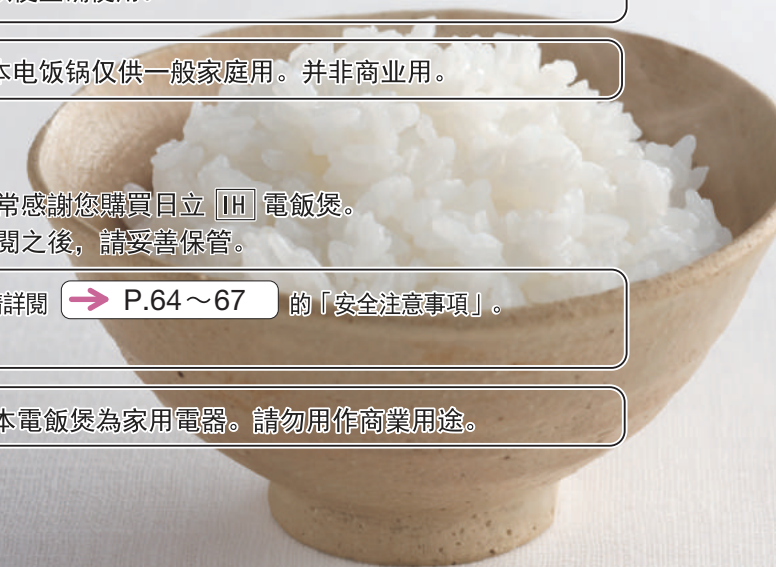 本电饭锅仅供一般家庭用。并非商业用。
常感謝您購買日立 IH 電飯煲。
閱之後，請妥善保管。
請詳閱 → P.64～67 的「安全注意事項」。
本電飯煲為家用電器。請勿用作商業用途。